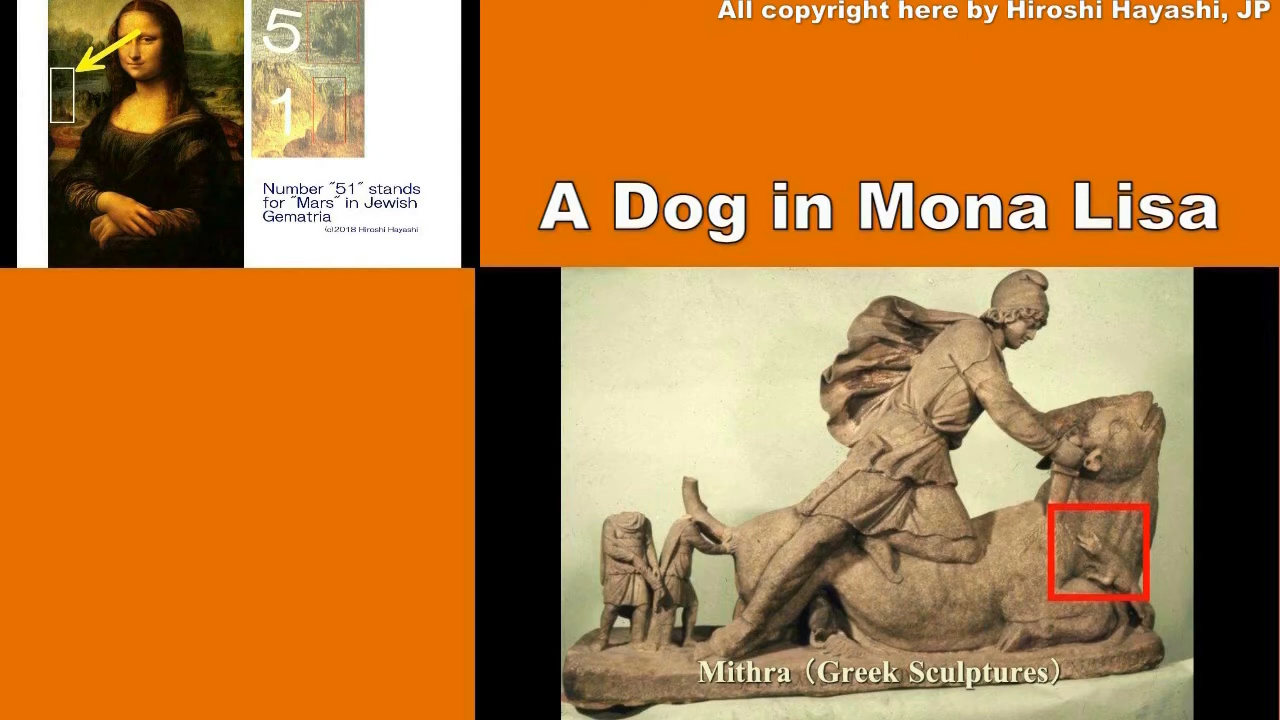 All copyright here by Hiroshi Hayashi, JP
5
1
Number ˝51˝ stands
for ˝Mars˝ in Jewish
Gematria
(c)2018 Hiroshi Hayashi
A Dog in Mona Lisa
Mithra（Greek Sculptures）